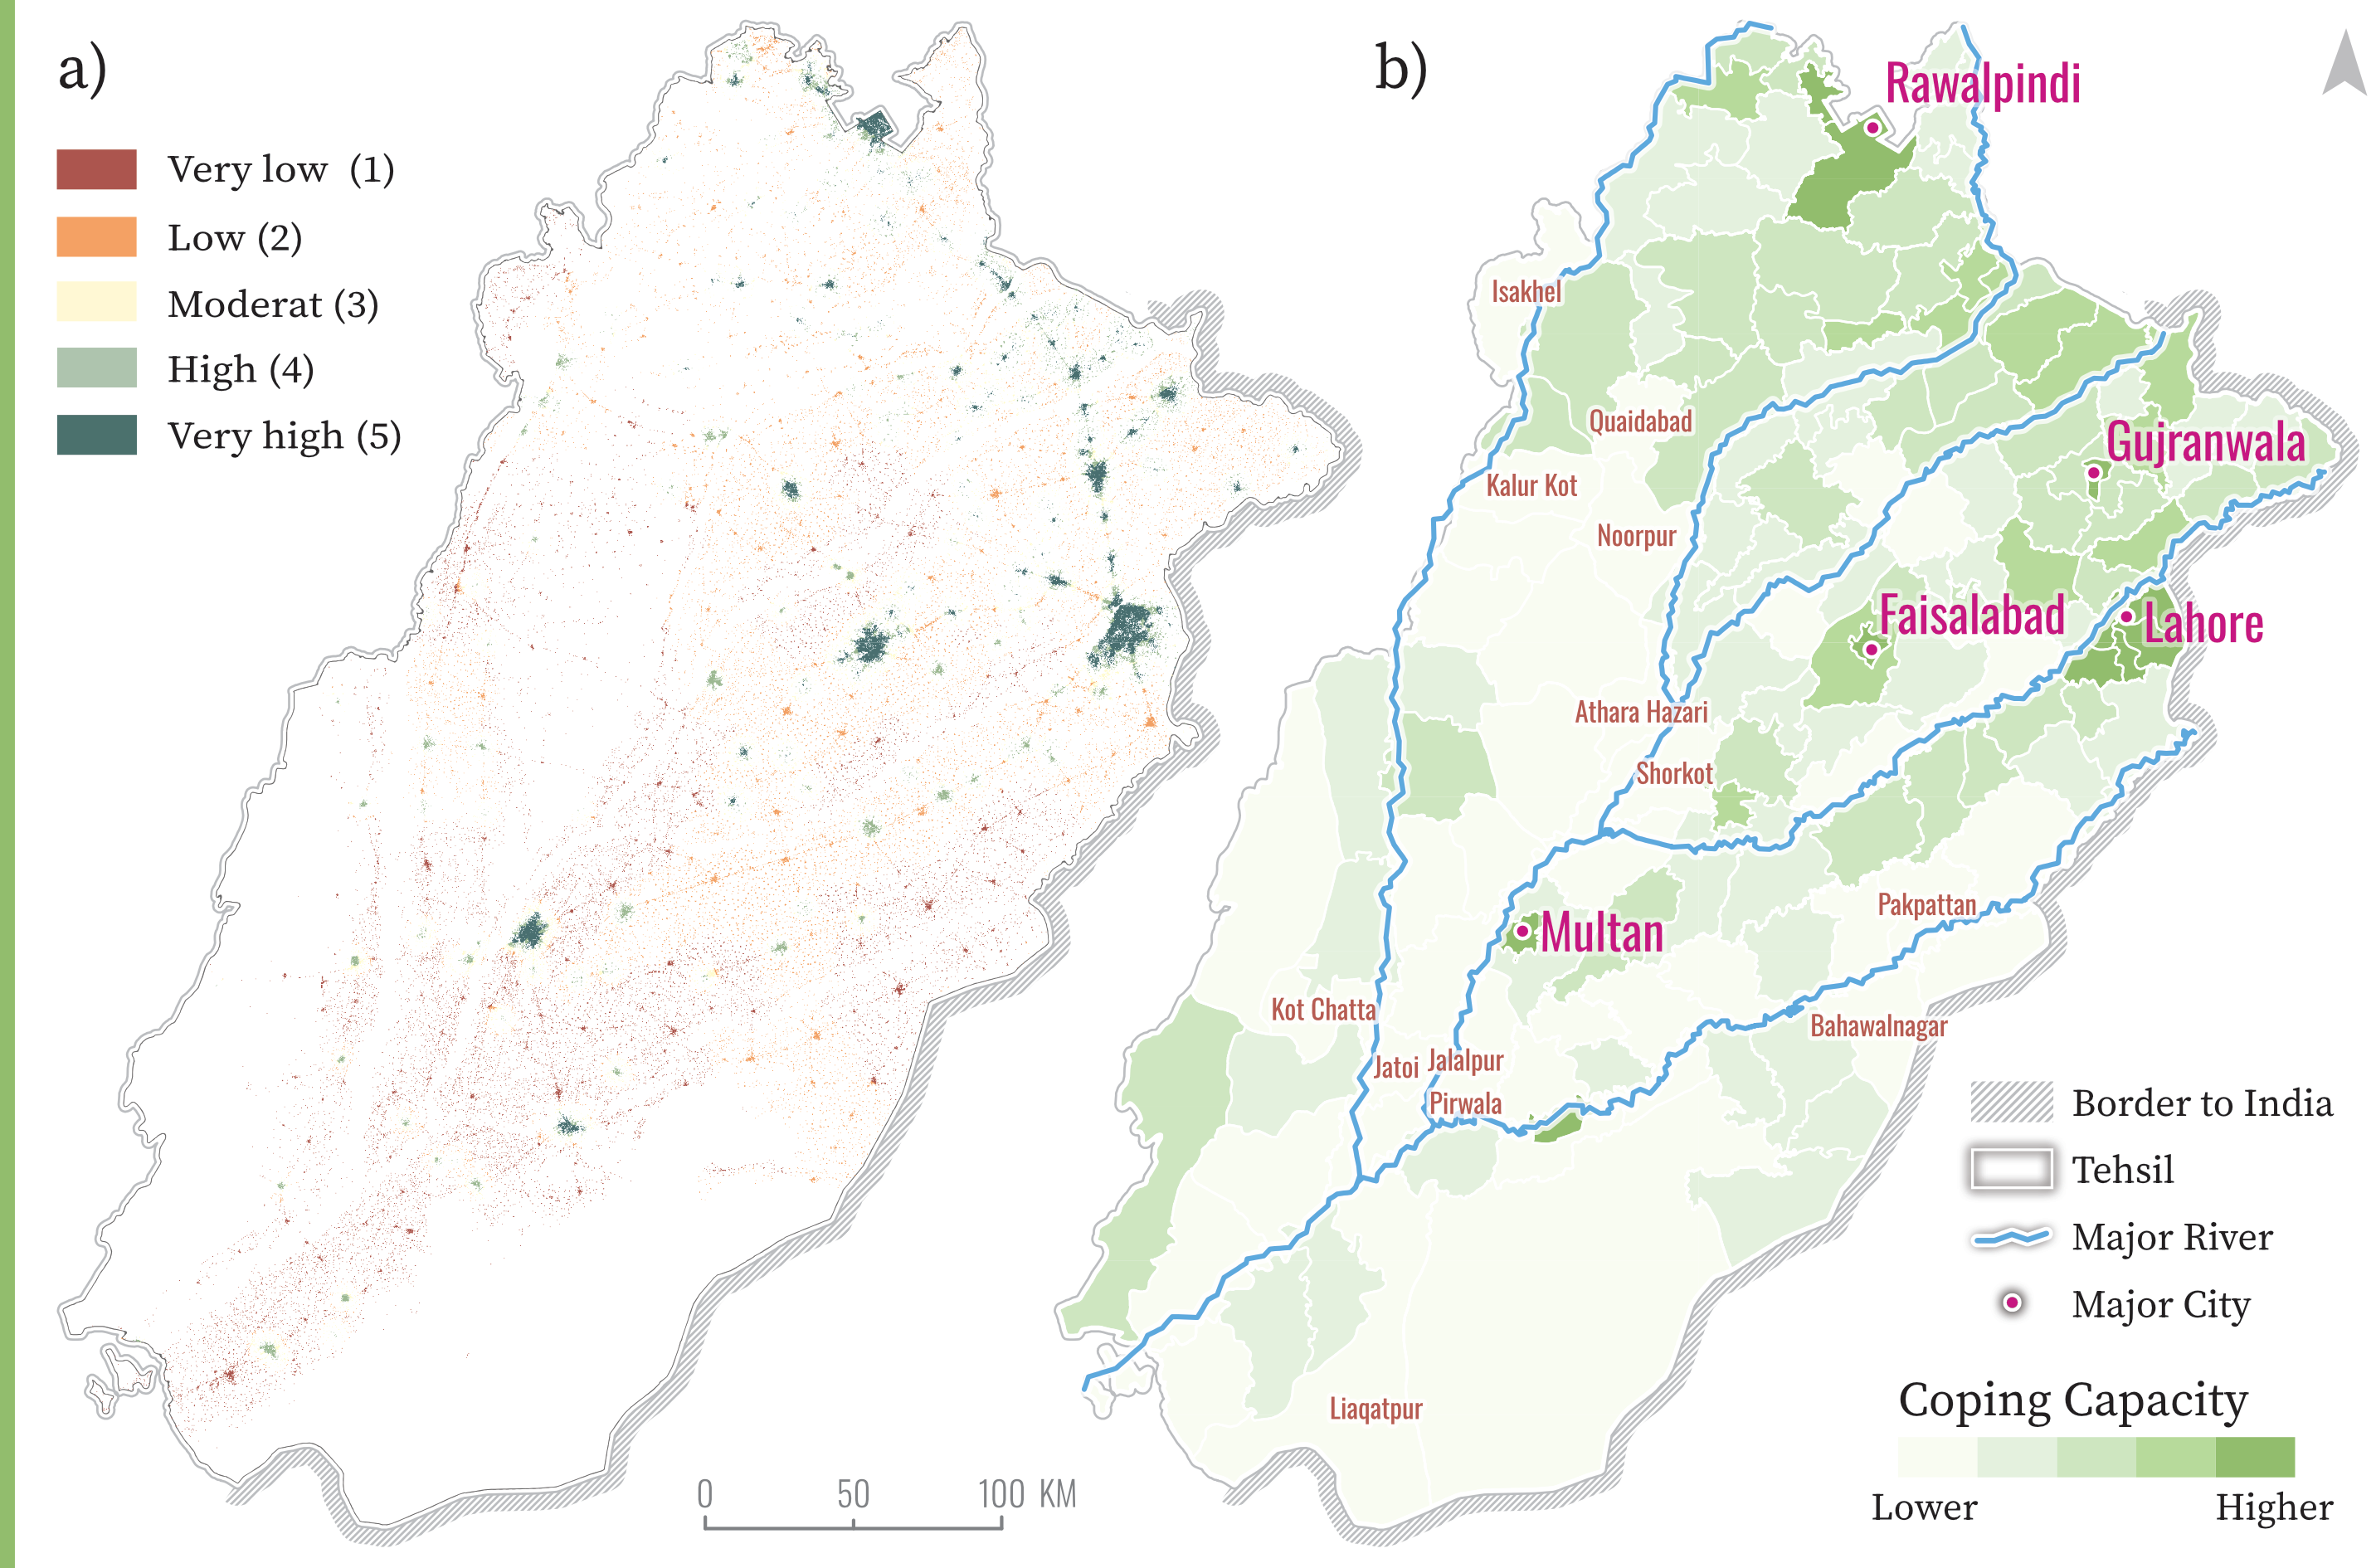 a)
Very low (1)
Low (2)
Moderat (3)
High (4)
Very high (5)
0 50 100 KM
b)
Rawalpindi
Isakhel
Quaidabad
Gujranwala
Kalur Kot
Noorpur
Faisalabad
Lahore
Athara Hazari
Shorkot
Pakpattan
Multan
Kot Chatta
Bahawalnagar
Jatoi
Jalalpur
Pirwala
Liaqatpur
Border to India
Tehsil
Major River
Major City
Coping Capacity
Lower Higher